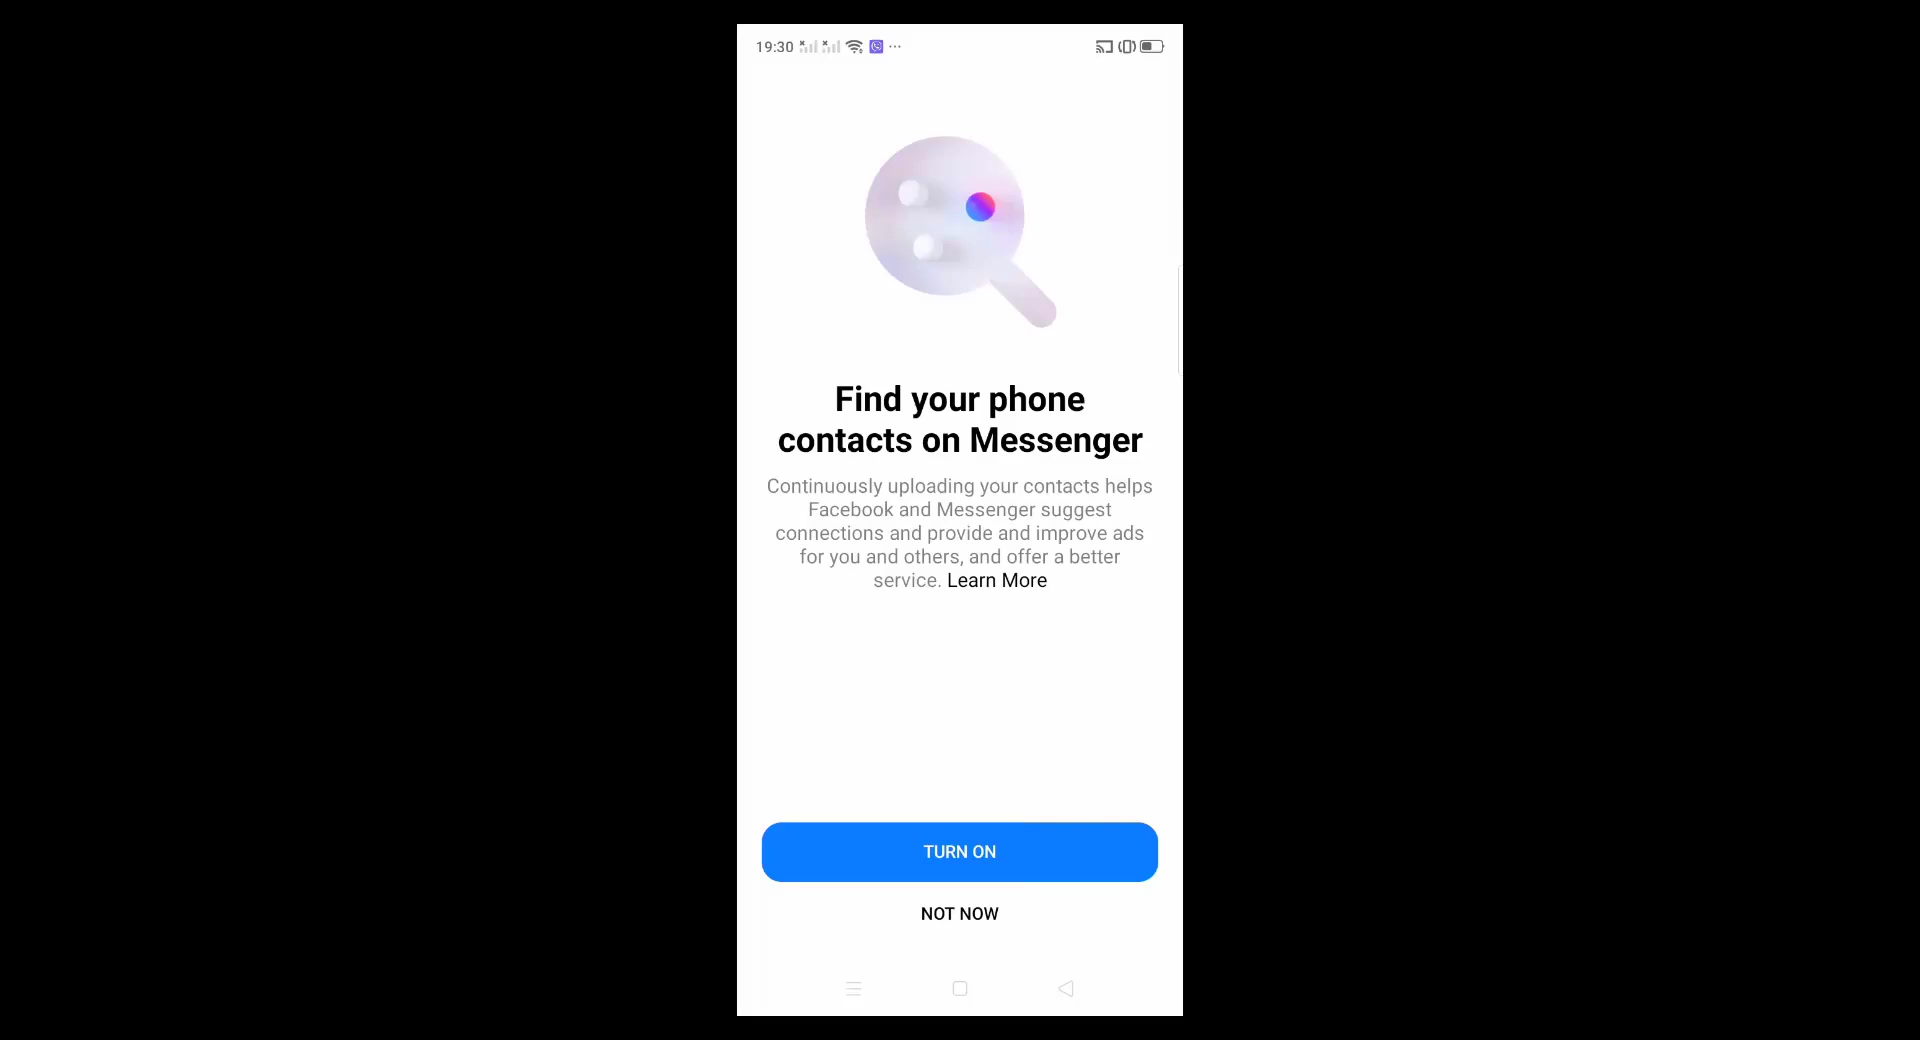 19:30
Find your phone
contacts on Messenger
Continuously uploading your contacts helps
Facebook and Messenger suggest
connections and provide and improve ads
for you and others, and offer a better
service. Learn More
TURN ON
NOT NOW